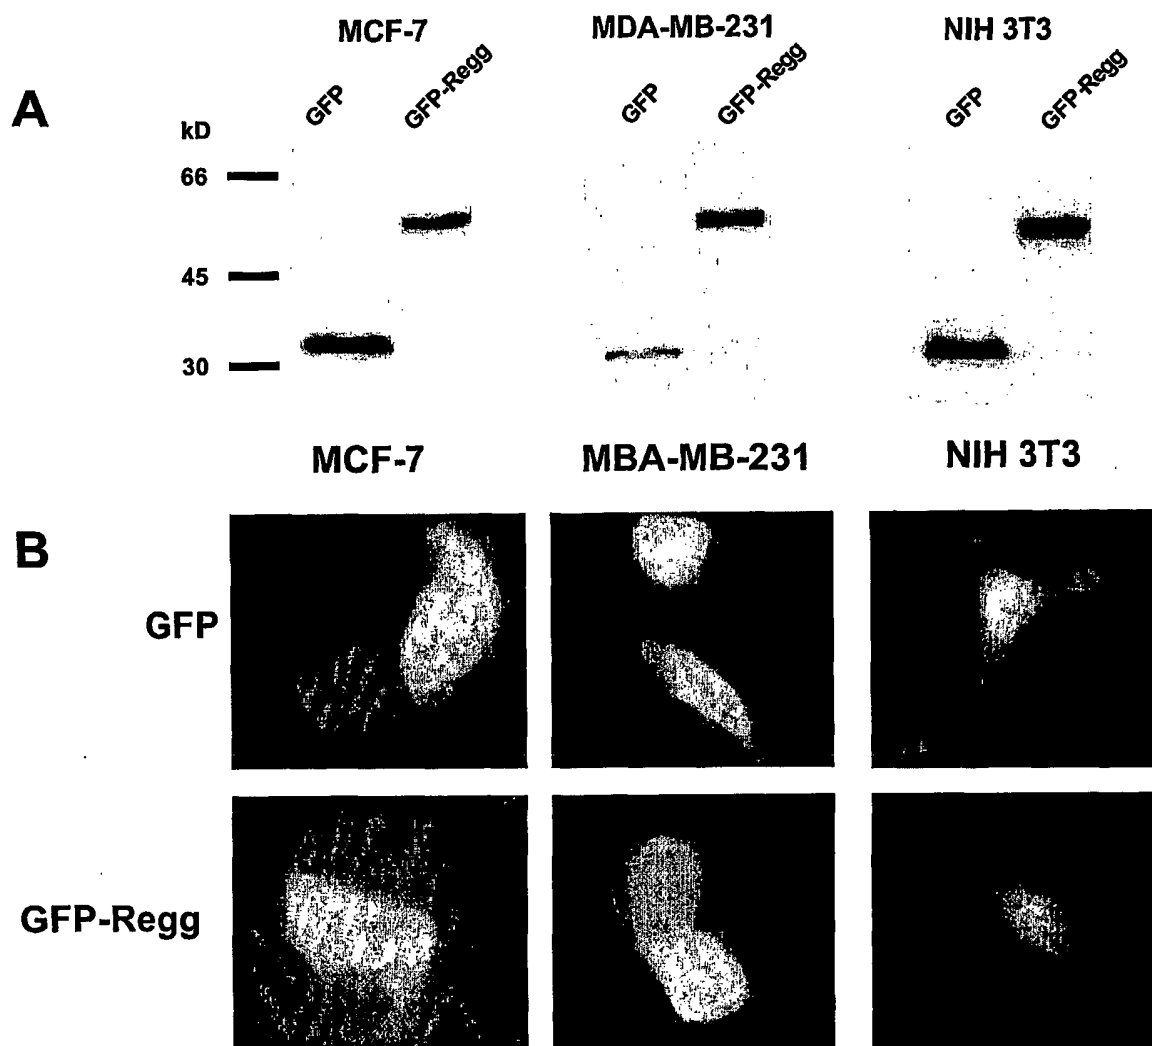 MCF-7 MDA-MB-231 NIH 3T3
A
GFP GFP-Regg GFP GFP-Regg GFP GFP-Regg
kD
66
45
30
MCF-7 MBA-MB-231 NIH 3T3
B
GFP
GFP-Regg